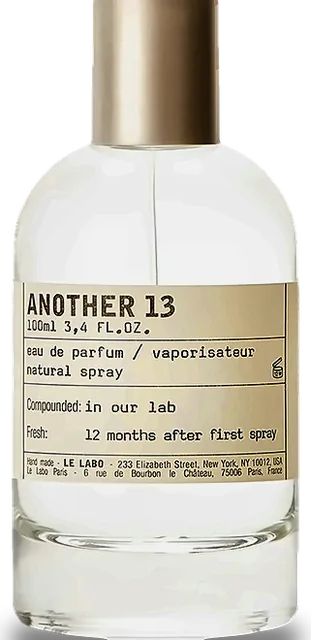 ANOTHER 13
100ml 3,4 FL.OZ.
eau de parfum / vaporisateur
natural spray
Compounded: in our lab
Fresh: 12 months after first spray
Hand made - LE LABO - 233 Elizabeth Street, New York, NY 10012, USA
Le Labo Paris - 6 rue de Bourbon le Château, 75006 Paris, France